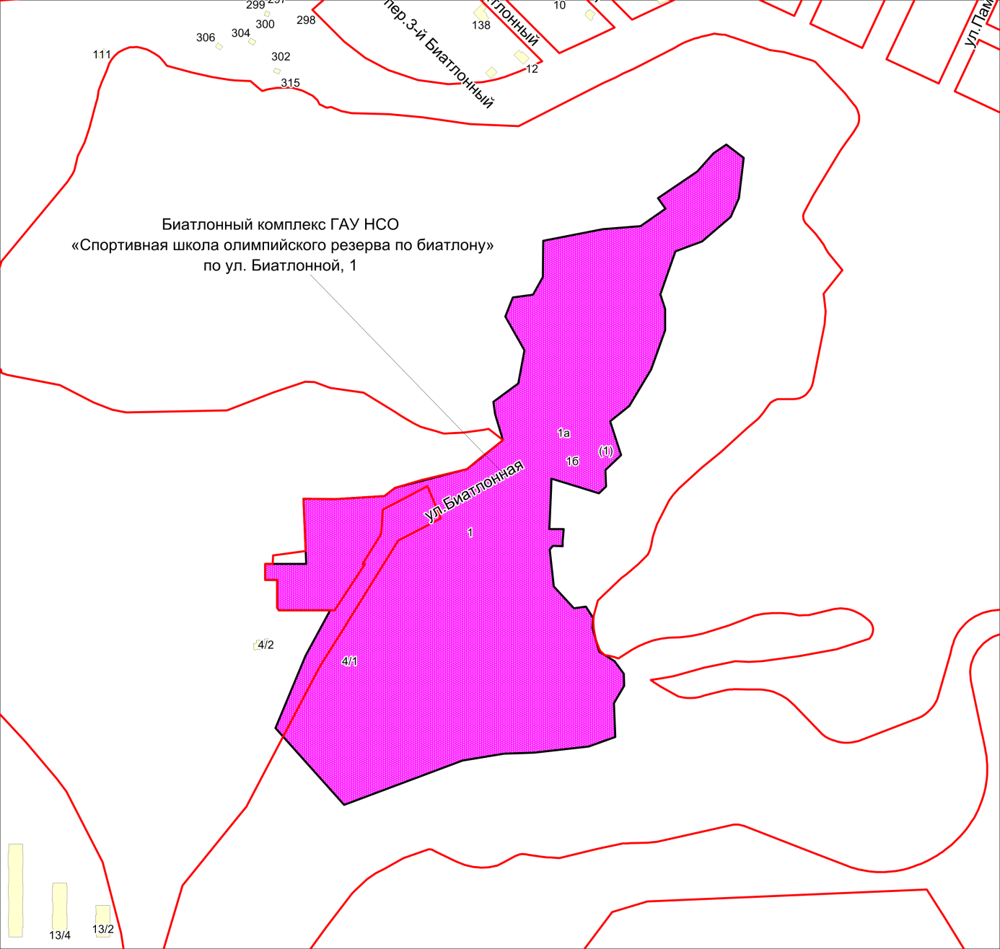 299
297
300
298
304
306
302
315
111
пер.3-й Биатлонный
138
12
10
ул.Пам
Биатлонный комплекс ГАУ НСО
«Спортивная школа олимпийского резерва по биатлону»
по ул. Биатлонной, 1
1а
(1)
1б
ул.Биатлонная
1
4/2
4/1
13/4
13/2